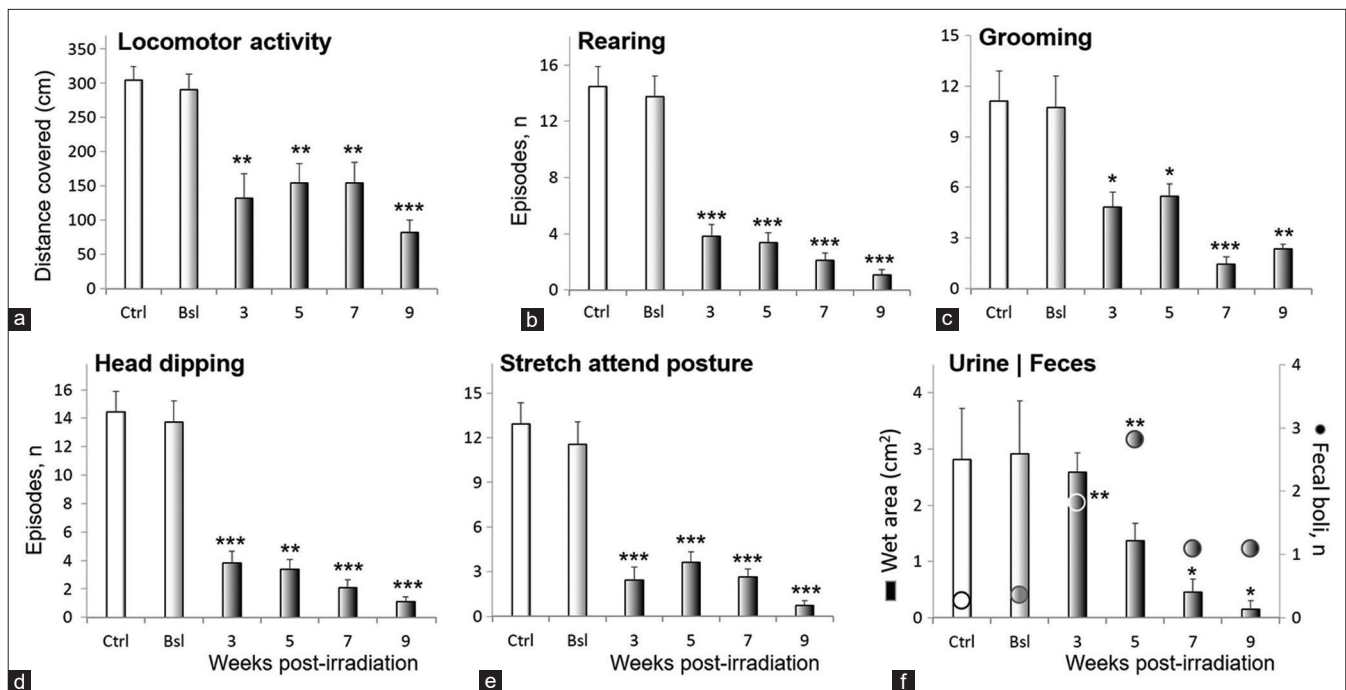 Locomotor activity
Distance covered (cm)
350
300
250
200
150
100
50
0
**
**
**
***
Ctrl Bsl 3 5 7 9
a
Rearing
Episodes, n
16
12
8
4
0
***
***
***
***
Ctrl Bsl 3 5 7 9
b
Grooming
15
12
9
6
3
0
*
*
***
**
Ctrl Bsl 3 5 7 9
c
Head dipping
Episodes, n
16
14
12
10
8
6
4
2
0
***
**
***
***
Ctrl Bsl 3 5 7 9
Weeks post-irradiation
d
Stretch attend posture
15
12
9
6
3
0
***
***
***
***
Ctrl Bsl 3 5 7 9
Weeks post-irradiation
e
Urine | Feces
Wet area (cm²)
4
3
2
1
0
**
**
*
*
4
3
2
1
0
Fecal boli, n
Ctrl Bsl 3 5 7 9
Weeks post-irradiation
f